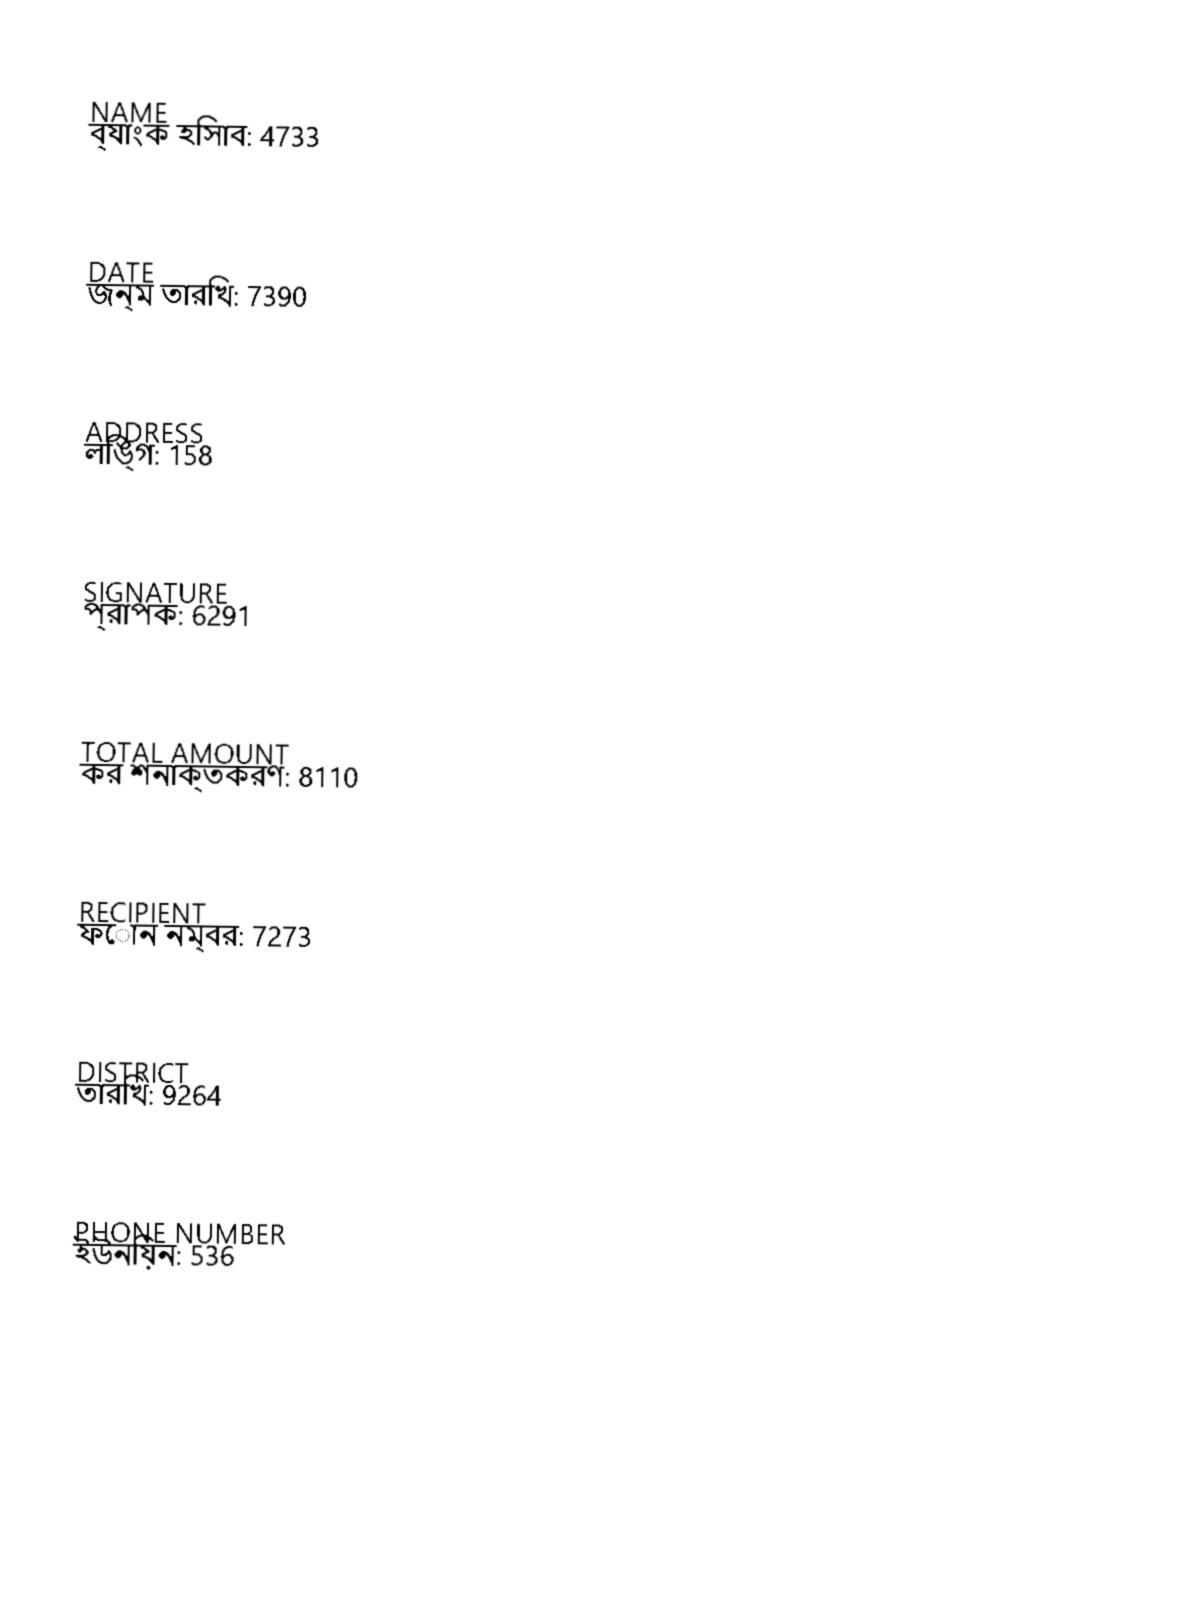 NAME
ব্যাংক হিসাব: 4733
DATE
জন্ম তারিখ: 7390
ADDRESS
লিঙ্গ: 158
SIGNATURE
প্রাপক: 6291
TOTAL AMOUNT
কর শনাক্তকরণ: 8110
RECIPIENT
ফোন নম্বর: 7273
DISTRICT
তারিখ: 9264
PHONE NUMBER
ইউনিয়ন: 536